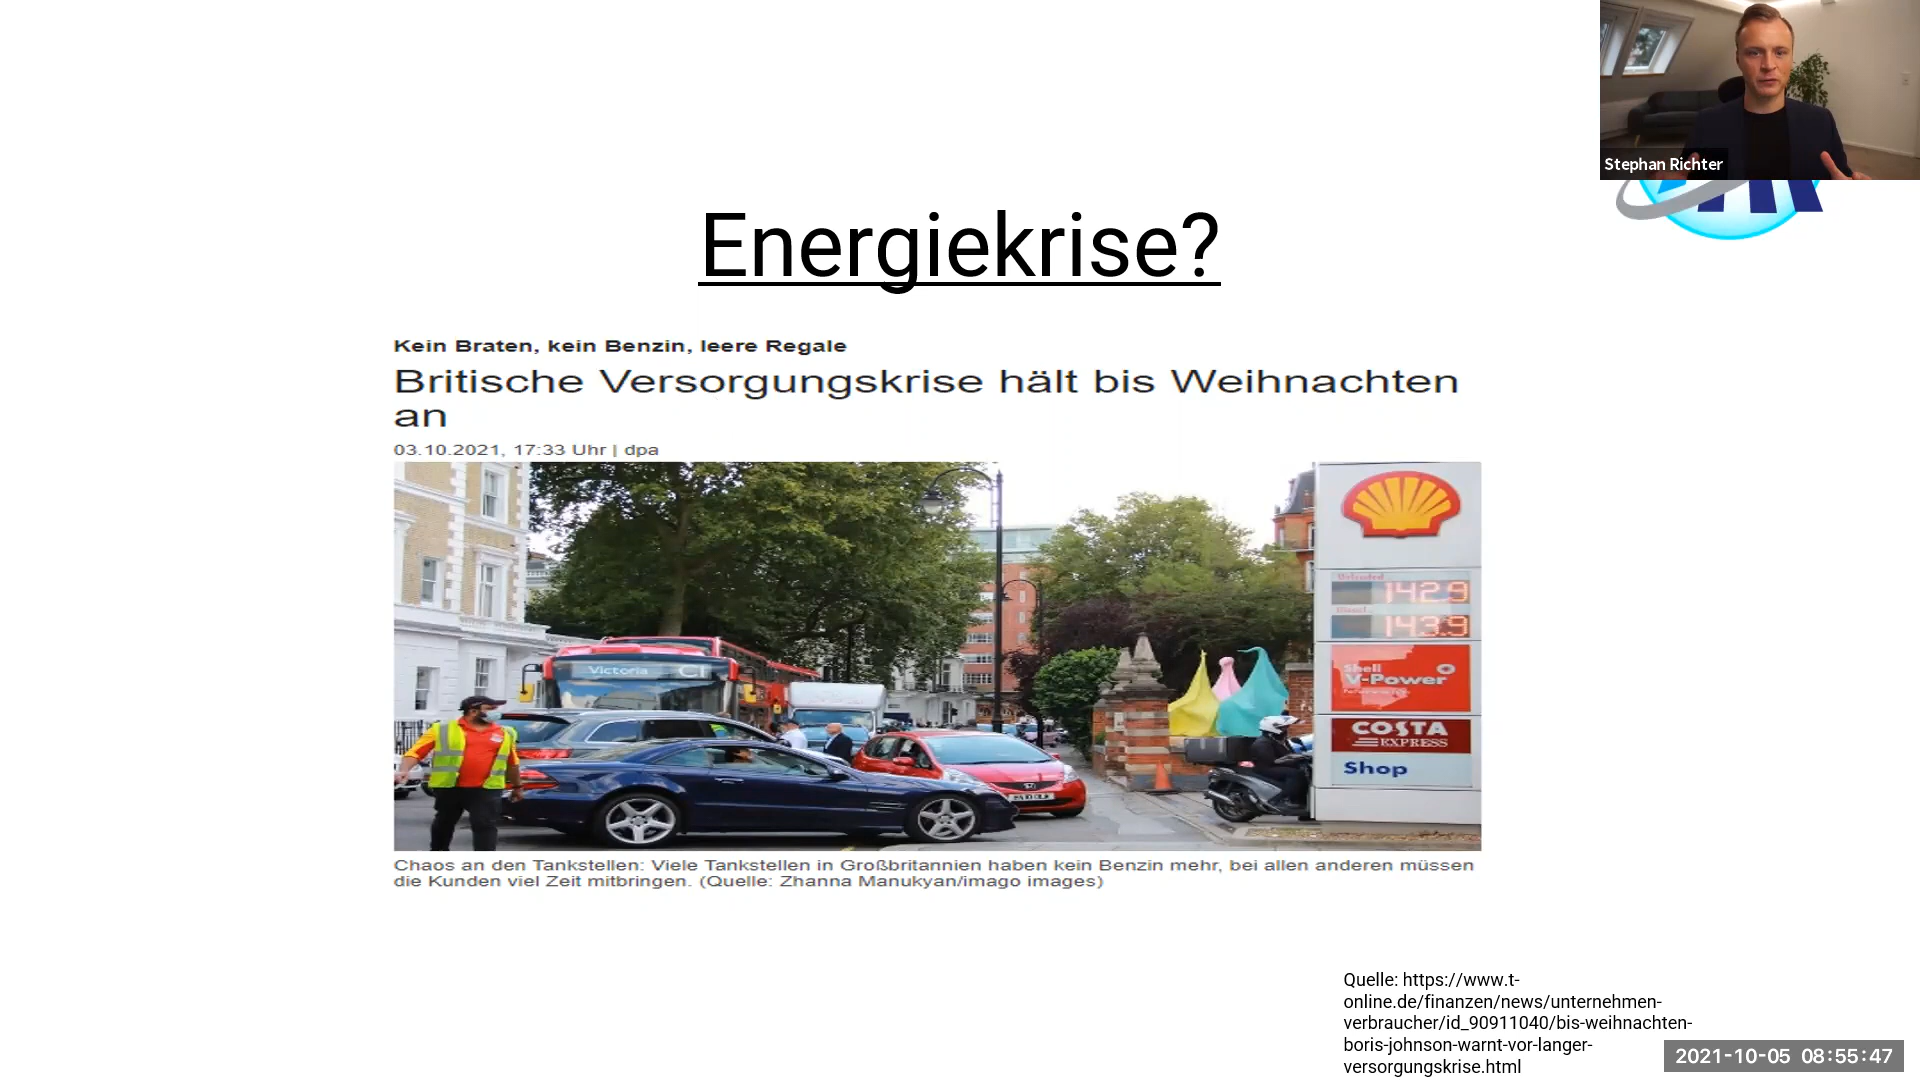 Stephan Richter
Energiekrise?
Kein Braten, kein Benzin, leere Regale
Britische Versorgungskrise hält bis Weihnachten
an
03.10.2021, 17:33 Uhr | dpa
Victoria C1
Unleaded
142.9
Diesel
143.9
Shell
V-Power
COSTA
EXPRESS
Shop
Chaos an den Tankstellen: Viele Tankstellen in Großbritannien haben kein Benzin mehr, bei allen anderen müssen
die Kunden viel Zeit mitbringen. (Quelle: Zhanna Manukyan/imago images)
Quelle: https://www.t-
online.de/finanzen/news/unternehmen-
verbraucher/id_90911040/bis-weihnachten-
boris-johnson-warnt-vor-langer-
versorgungskrise.html
2021-10-05 08:55:47